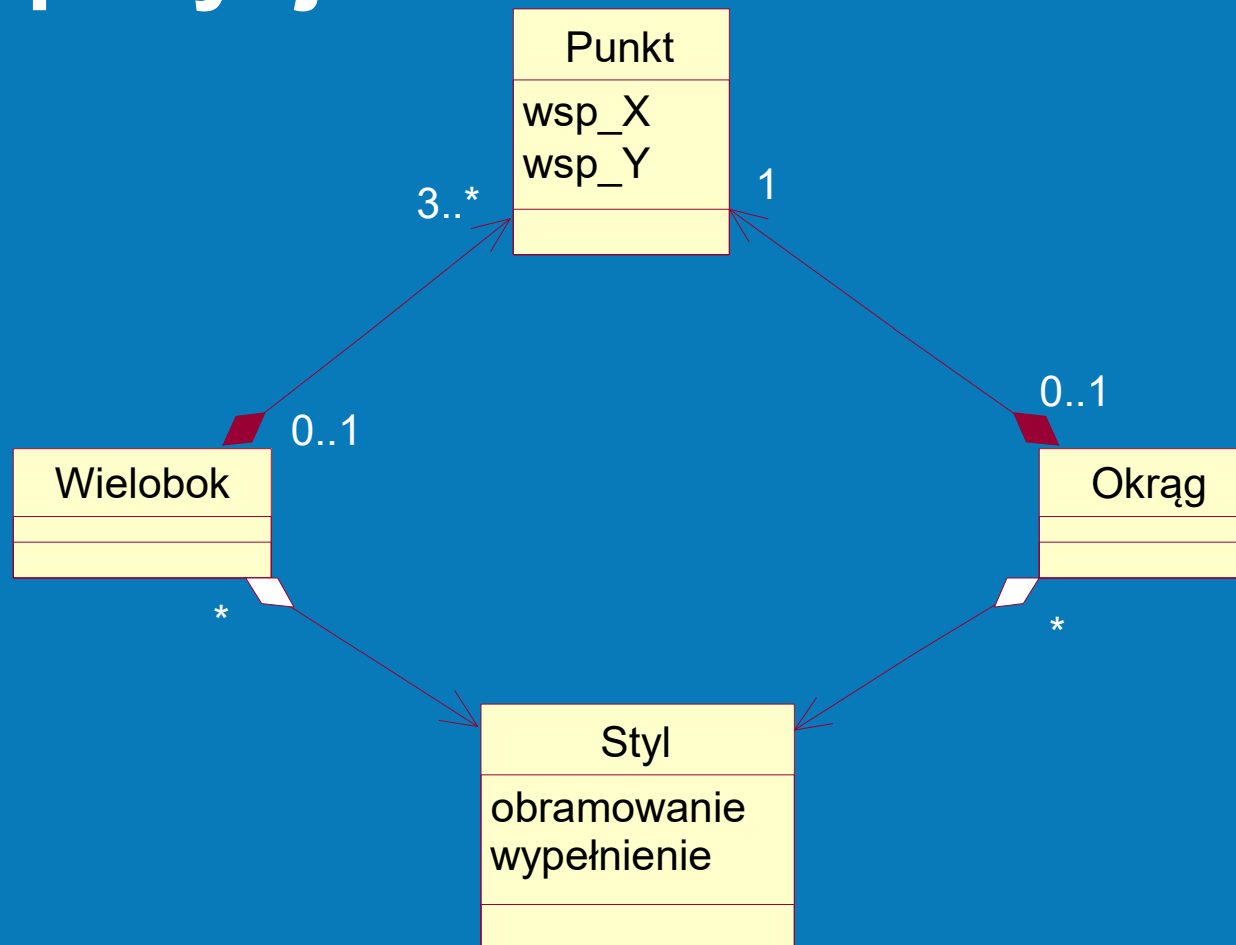 Punkt
wsp_X
wsp_Y
3..*
1
0..1
0..1
Wielobok
Okrąg
*
*
Styl
obramowanie
wypełnienie